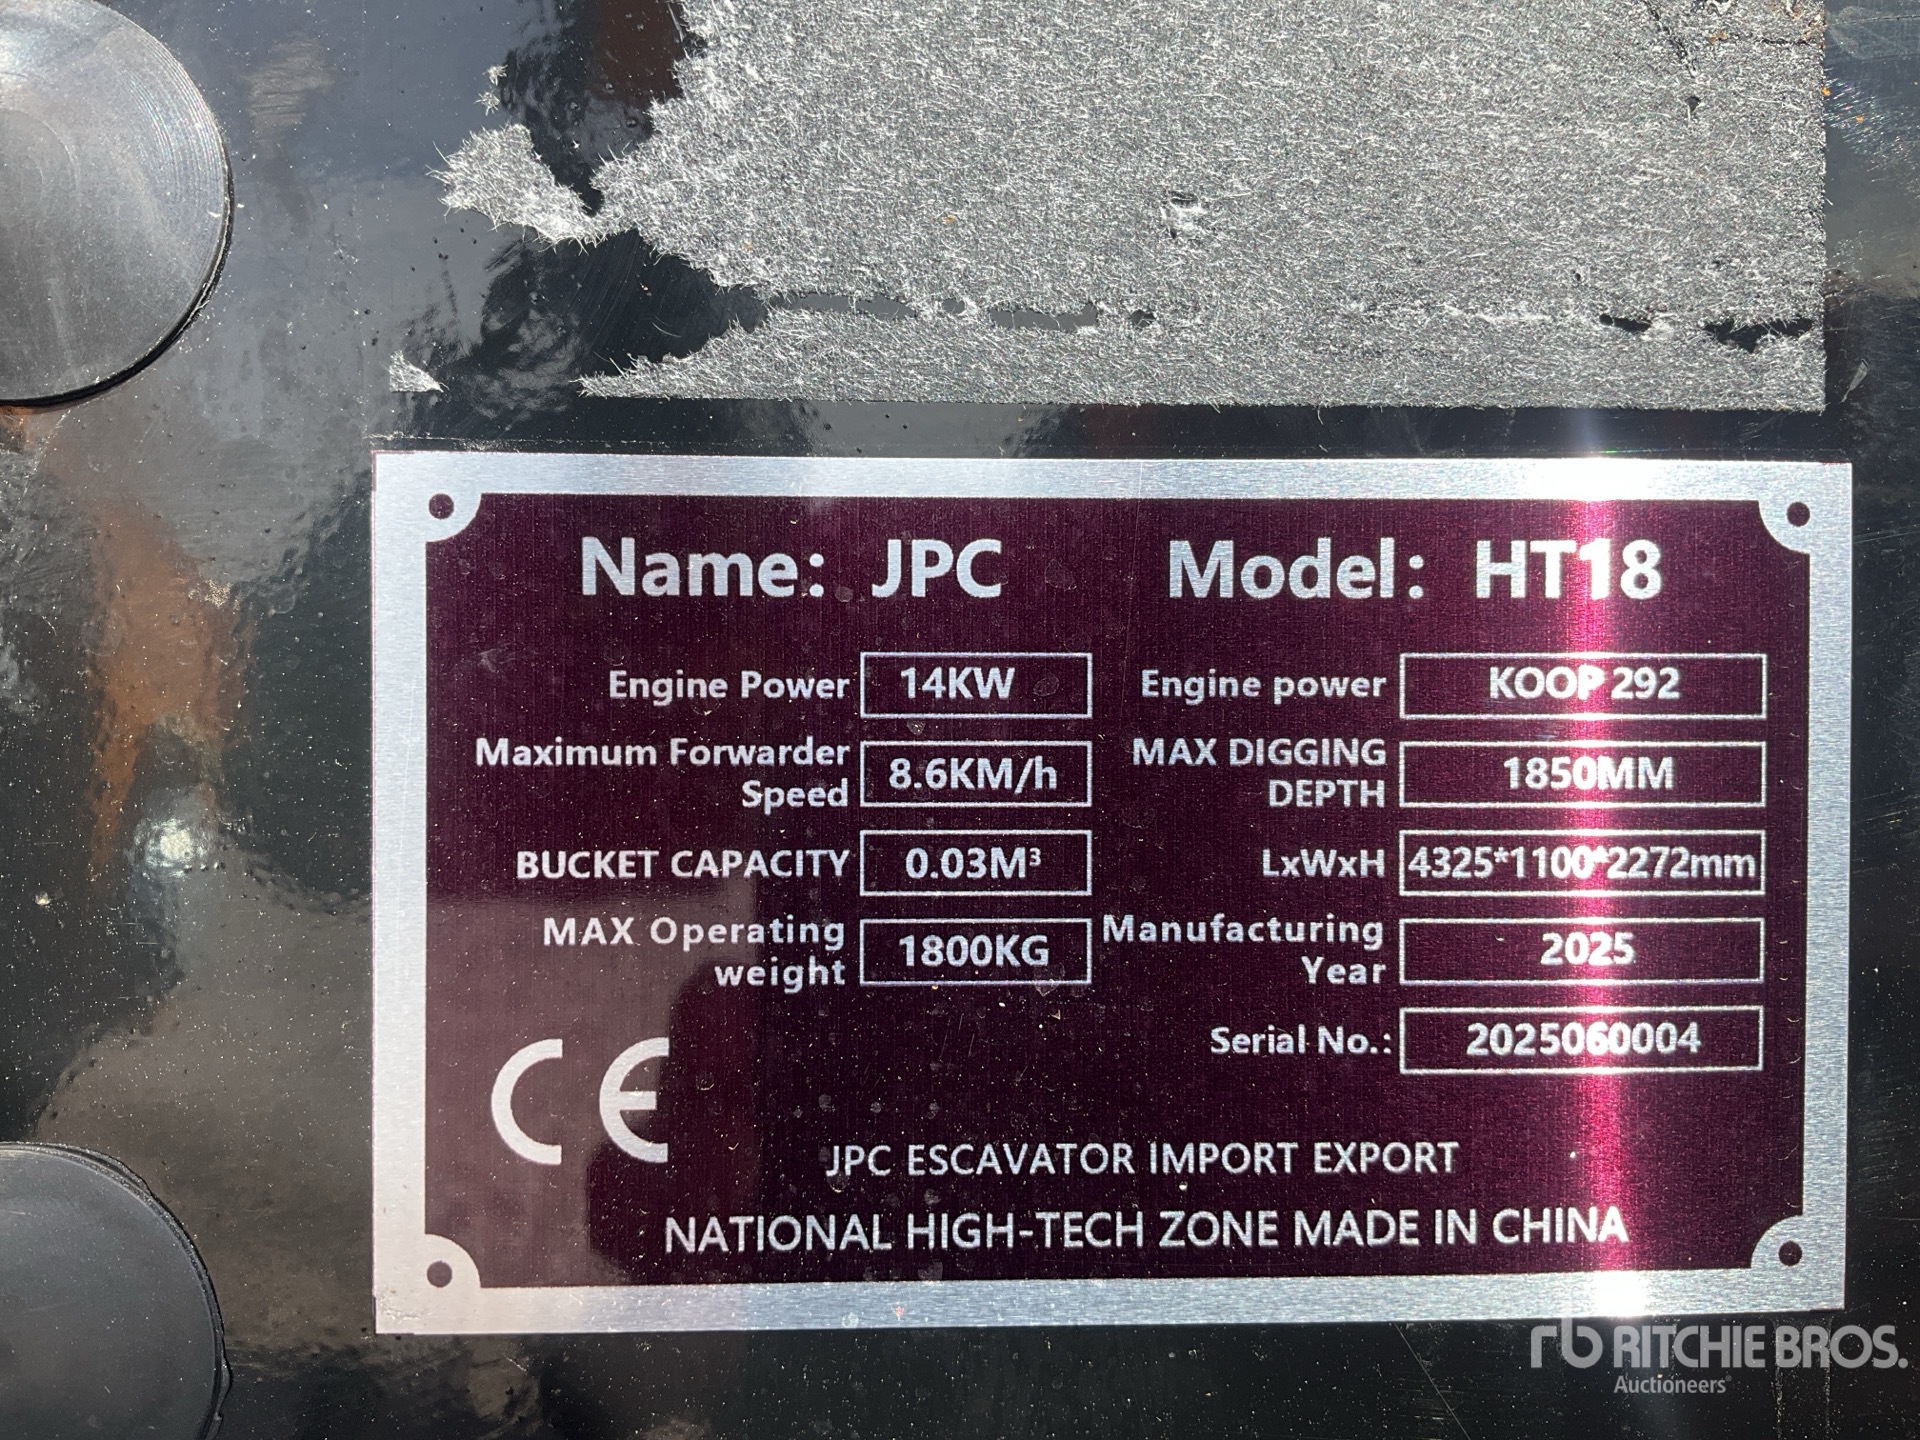 Name: JPC Model: HT18
Engine Power 14KW Engine power KOOP 292
Maximum Forwarder Speed 8.6KM/h MAX DIGGING DEPTH 1850MM
BUCKET CAPACITY 0.03M³ LxWxH 4325*1100*2272mm
MAX Operating weight 1800KG Manufacturing Year 2025
Serial No.: 2025060004
CE
JPC ESCAVATOR IMPORT EXPORT
NATIONAL HIGH-TECH ZONE MADE IN CHINA
rb RITCHIE BROS.
Auctioneers